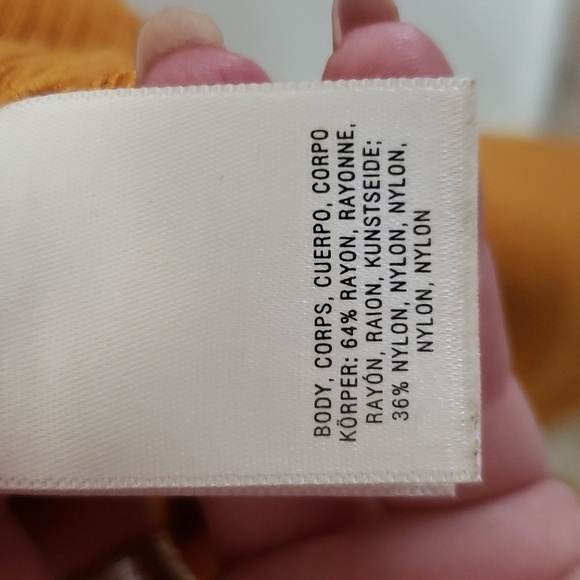 BODY, CORPS, CUERPO, CORPO
KÖRPER: 64% RAYON, RAYONNE,
RAYÓN, RAION, KUNSTSEIDE;
36% NYLON, NYLON, NYLON,
NYLON, NYLON